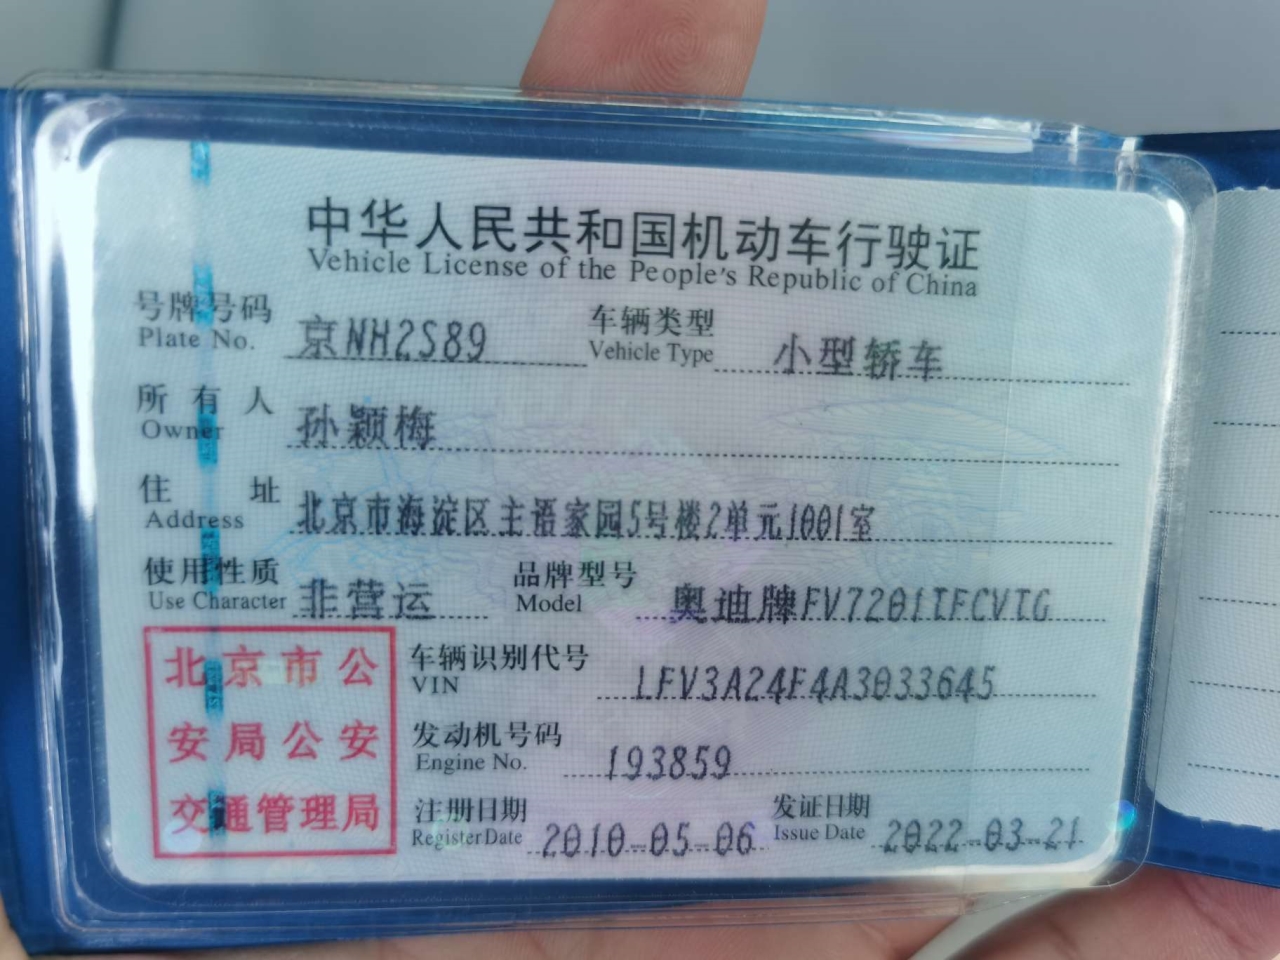 中华人民共和国机动车行驶证
Vehicle License of the People's Republic of China
号牌号码 京NH2S89 车辆类型 小型轿车
Plate No. Vehicle Type
所有人 孙颖梅
Owner
住址 北京市海淀区主语家园5号楼2单元1001室
Address
使用性质 非营运 品牌型号 奥迪牌FV7201TFCVTG
Use Character Model
北京市公
安局公安
交通管理局
车辆识别代号 LFV3A24F4A3033645
VIN
发动机号码 193859
Engine No.
注册日期 2010-05-06 发证日期 2022-03-21
Register Date Issue Date